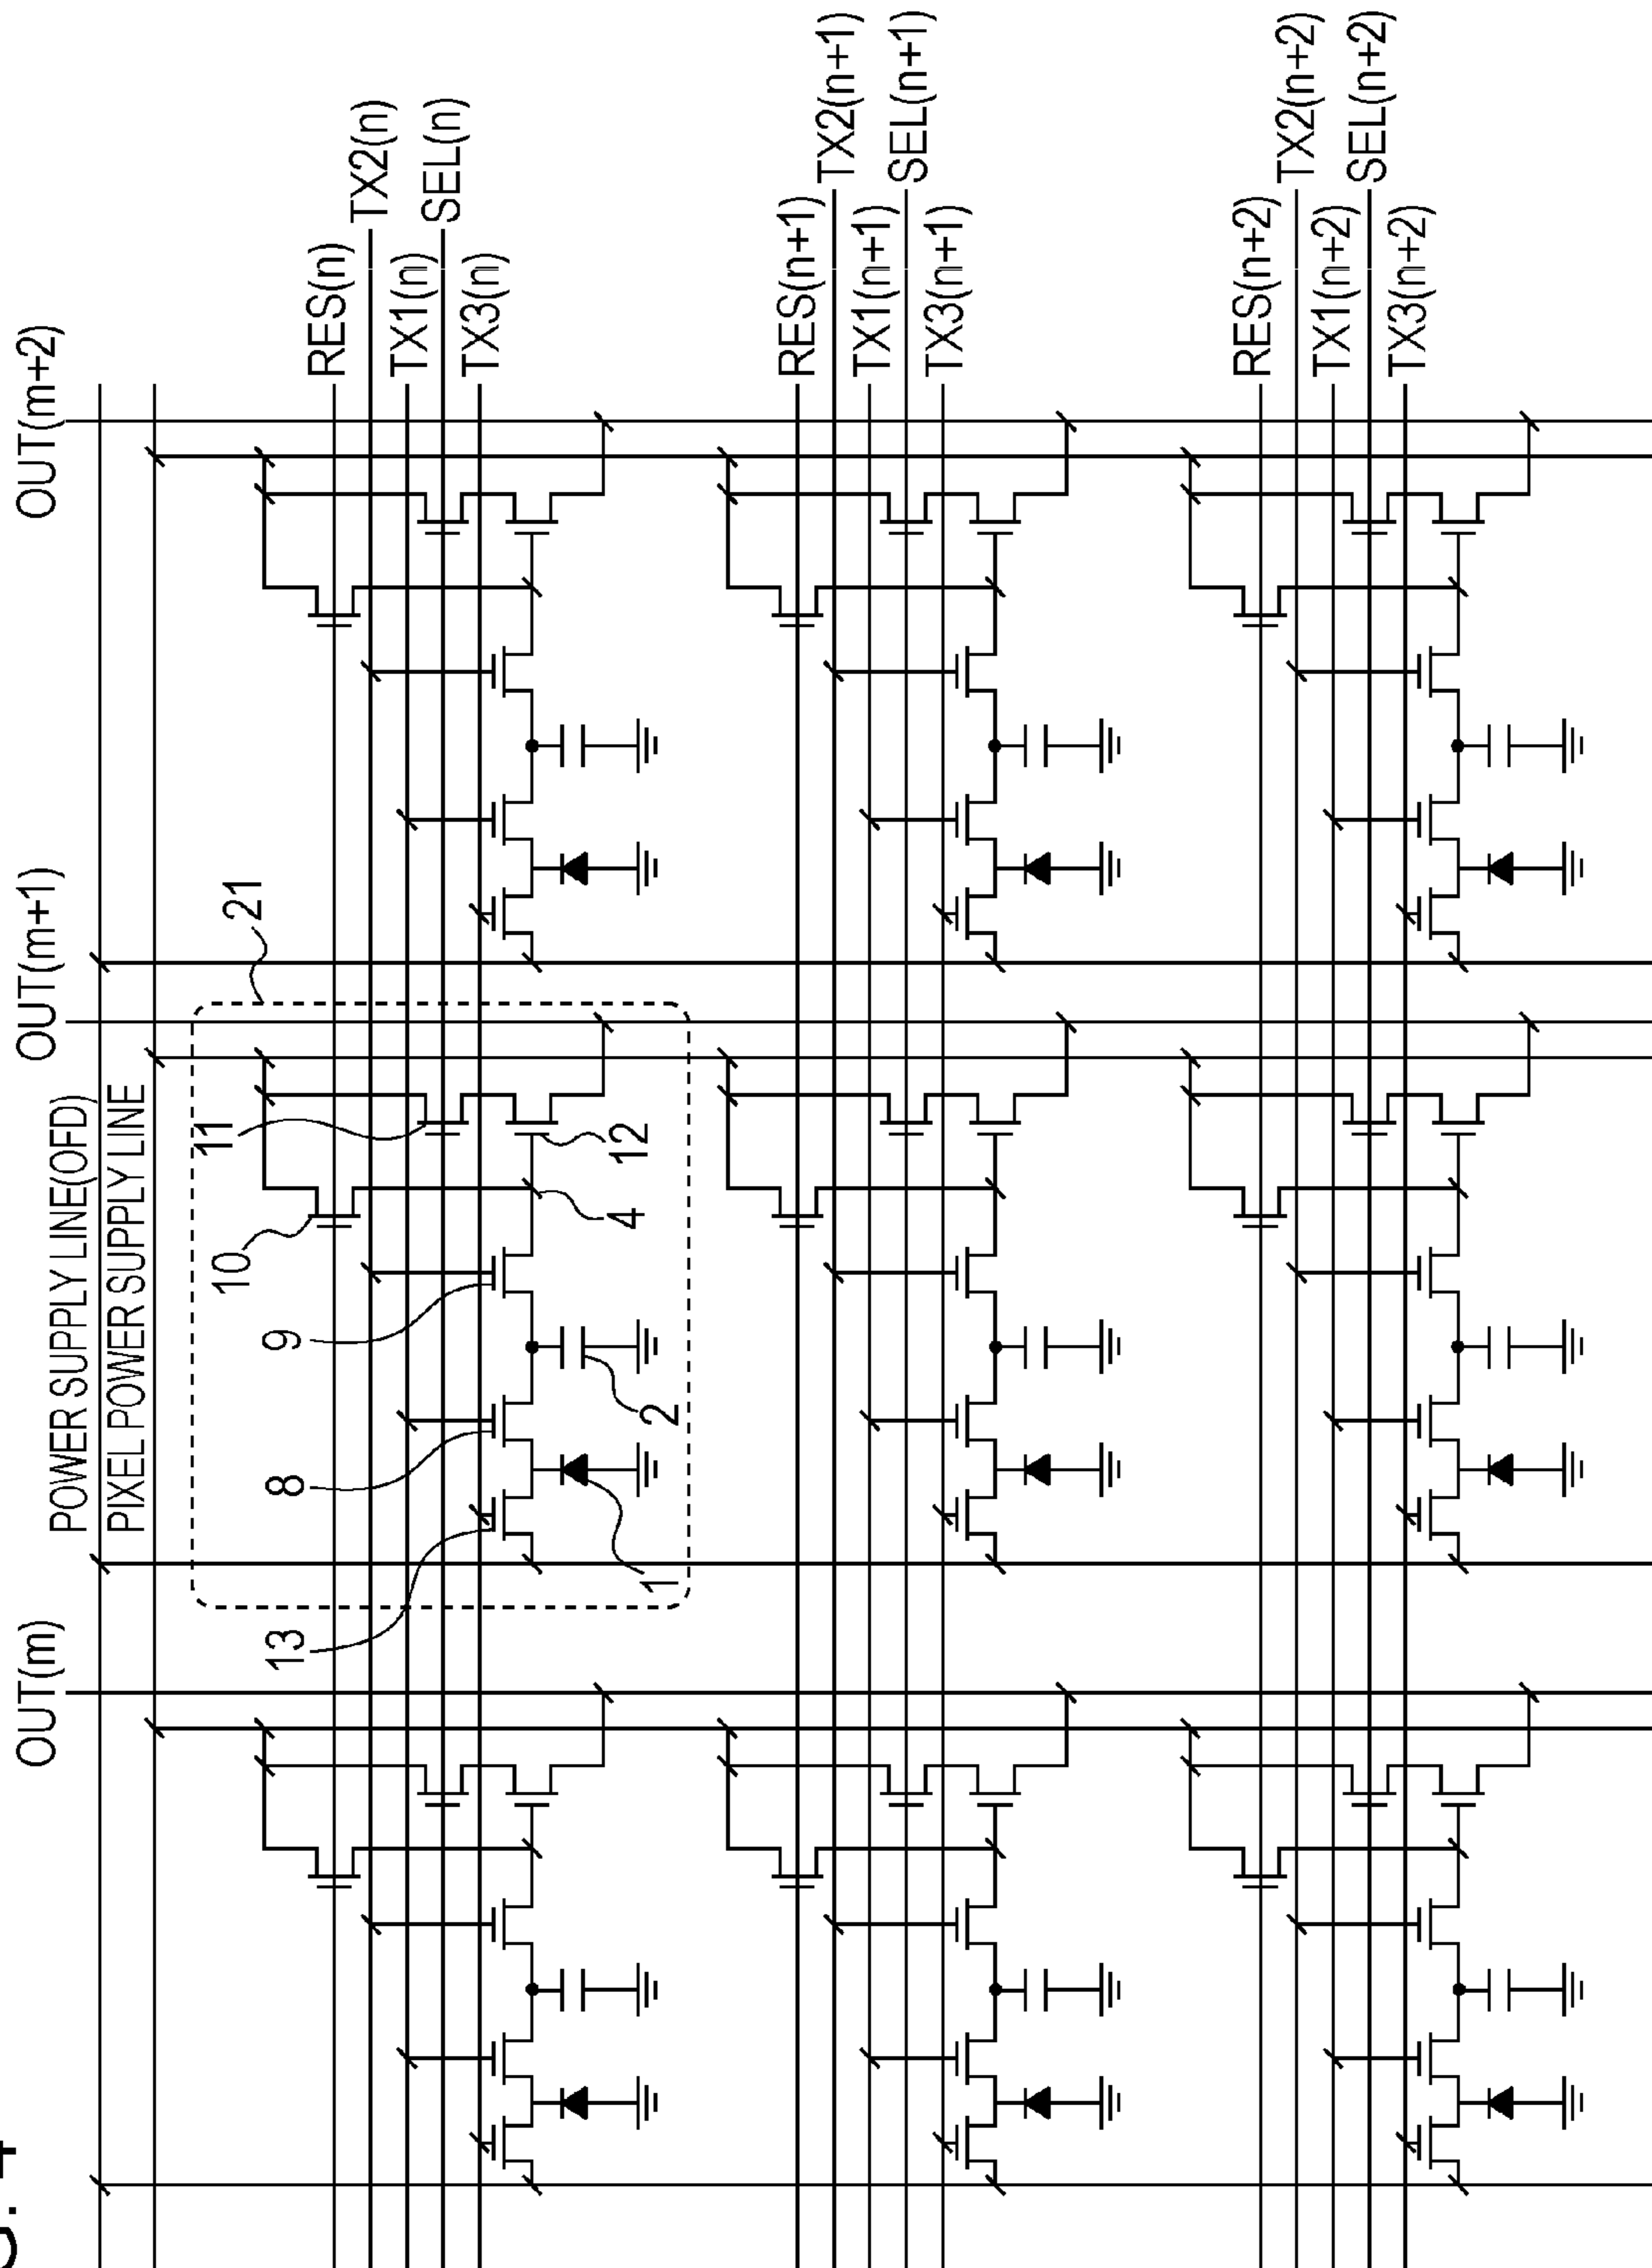 OUT(m)
OUT(m+1)
OUT(m+2)
POWER SUPPLY LINE(OFD)
PIXEL POWER SUPPLY LINE
21
11
10
9
8
13
12
4
2
1
RES(n)
TX2(n)
TX1(n)
SEL(n)
TX3(n)
RES(n+1)
TX2(n+1)
TX1(n+1)
SEL(n+1)
TX3(n+1)
RES(n+2)
TX2(n+2)
TX1(n+2)
SEL(n+2)
TX3(n+2)